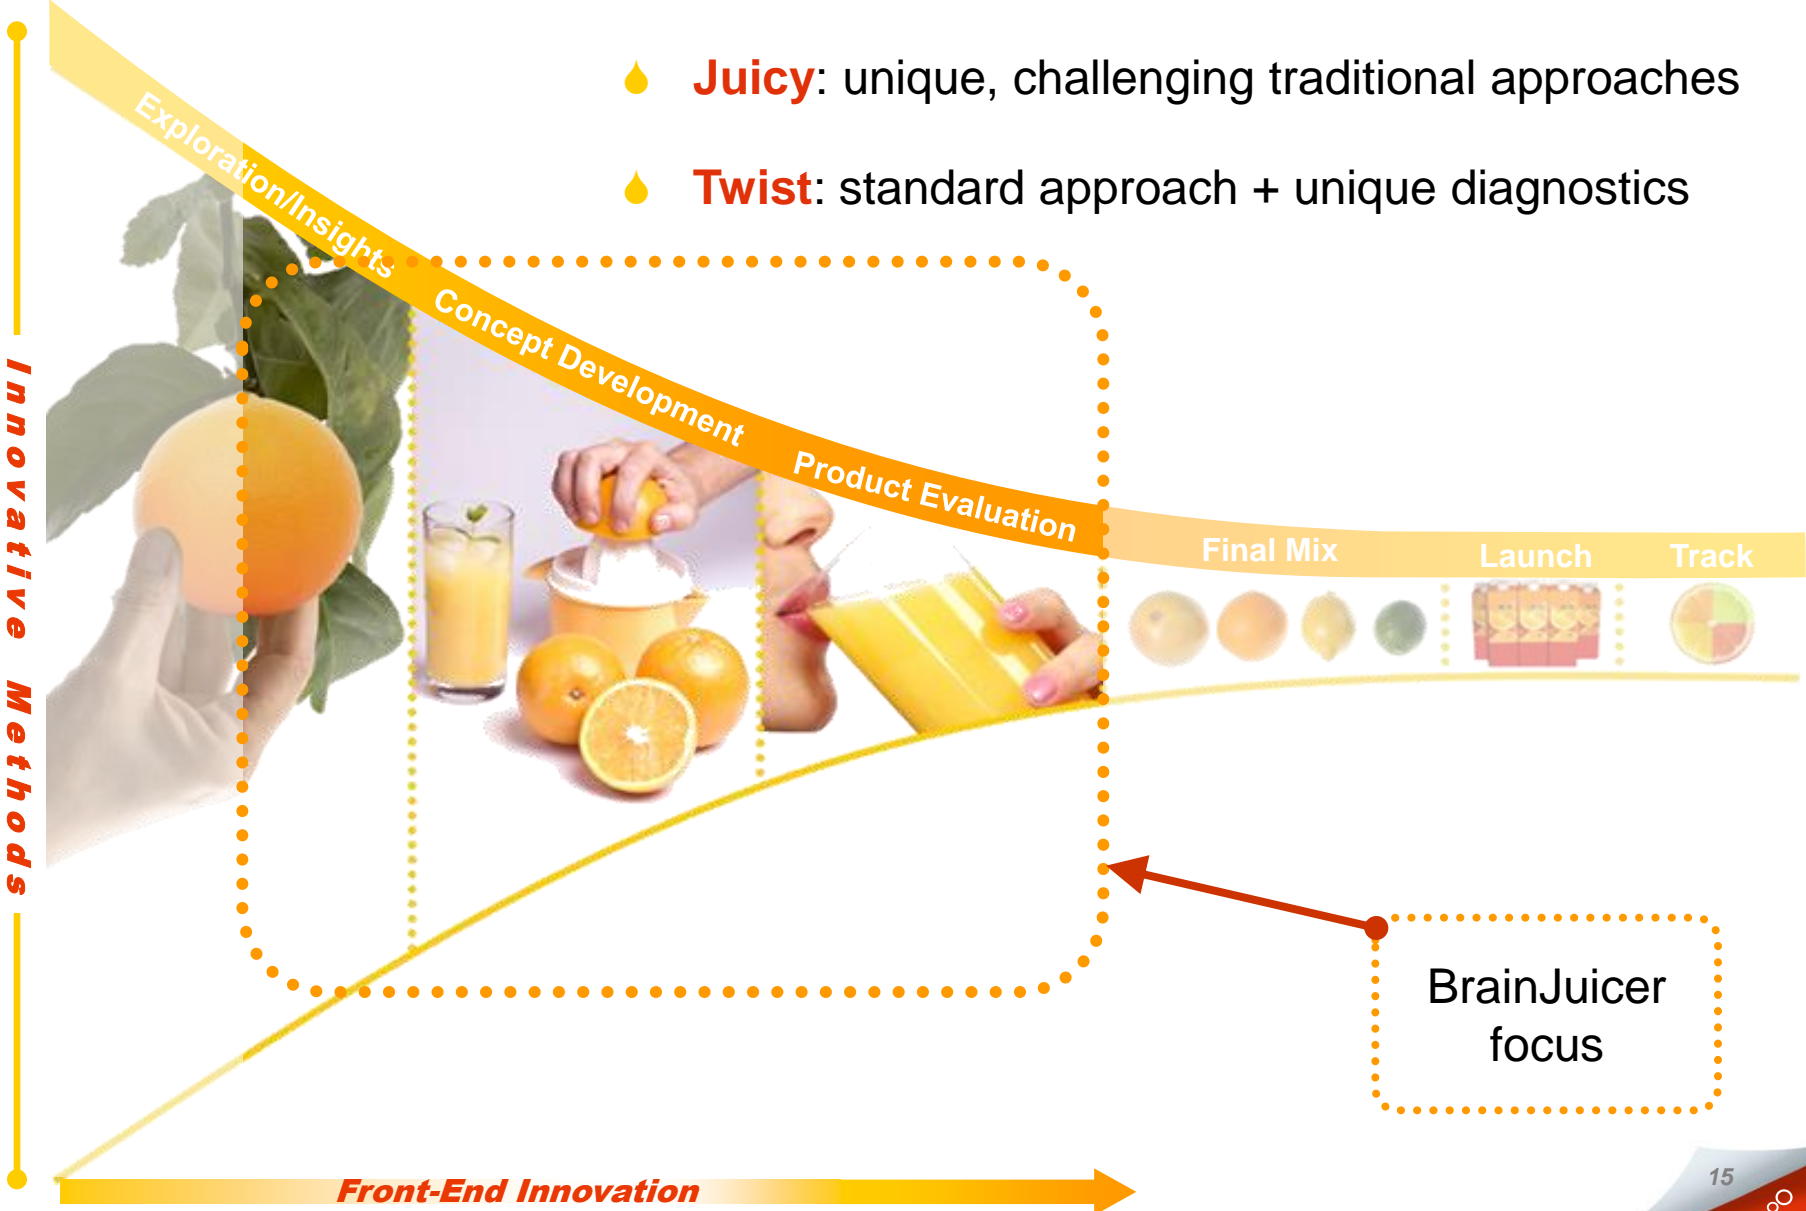 Juicy: unique, challenging traditional approaches
Twist: standard approach + unique diagnostics
Exploration/Insights
Concept Development
Product Evaluation
Final Mix
Launch
Track
Innovative Methods
BrainJuicer
focus
Front-End Innovation
15